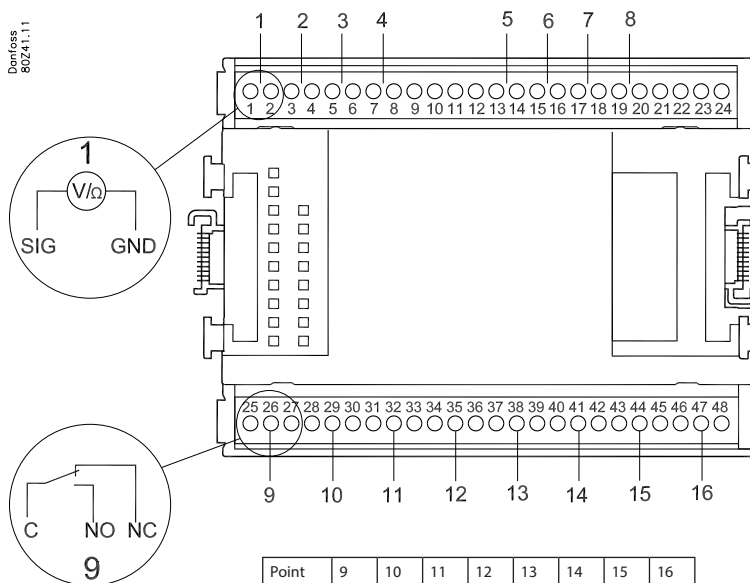 Danfoss
80Z41.11
1 2 3 4 5 6 7 8
1 2 3 4 5 6 7 8 9 10 11 12 13 14 15 16 17 18 19 20 21 22 23 24
1
V/Ω
SIG GND
25 26 27 28 29 30 31 32 33 34 35 36 37 38 39 40 41 42 43 44 45 46 47 48
9 10 11 12 13 14 15 16
C NO NC
9
Point 9 10 11 12 13 14 15 16